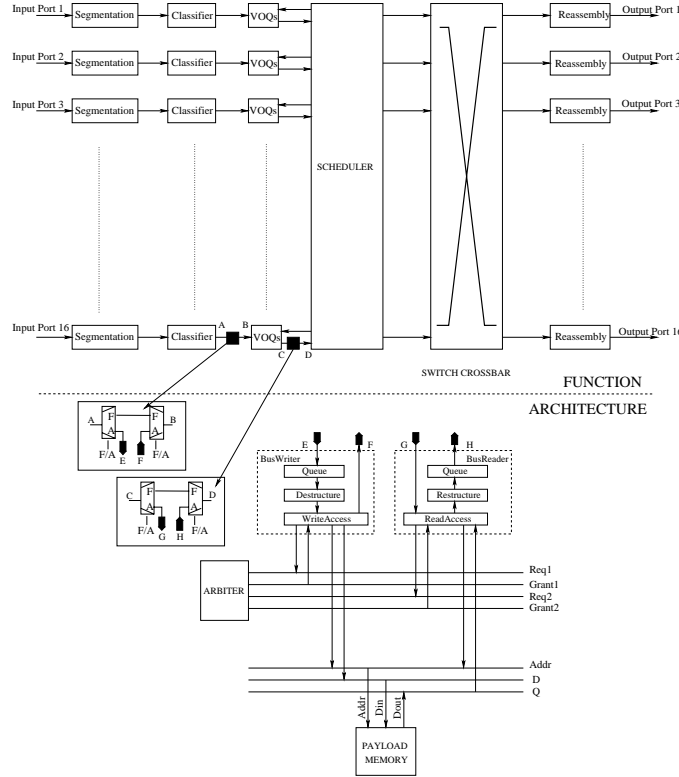 Input Port 1
Segmentation
Classifier
VOQs
Reassembly
Output Port 1
Input Port 2
Segmentation
Classifier
VOQs
Reassembly
Output Port 2
Input Port 3
Segmentation
Classifier
VOQs
Reassembly
Output Port 3
SCHEDULER
Input Port 16
Segmentation
Classifier
A
B
VOQs
C
D
Reassembly
Output Port 16
SWITCH CROSSBAR
FUNCTION
ARCHITECTURE
A
F
A
F
A
B
F/A
E
F
F/A
C
F
A
F
A
D
F/A
G
H
F/A
E
F
BusWriter
Queue
Destructure
WriteAccess
G
H
BusReader
Queue
Restructure
ReadAccess
ARBITER
Req1
Grant1
Req2
Grant2
Addr
D
Q
Addr
Din
Dout
PAYLOAD
MEMORY